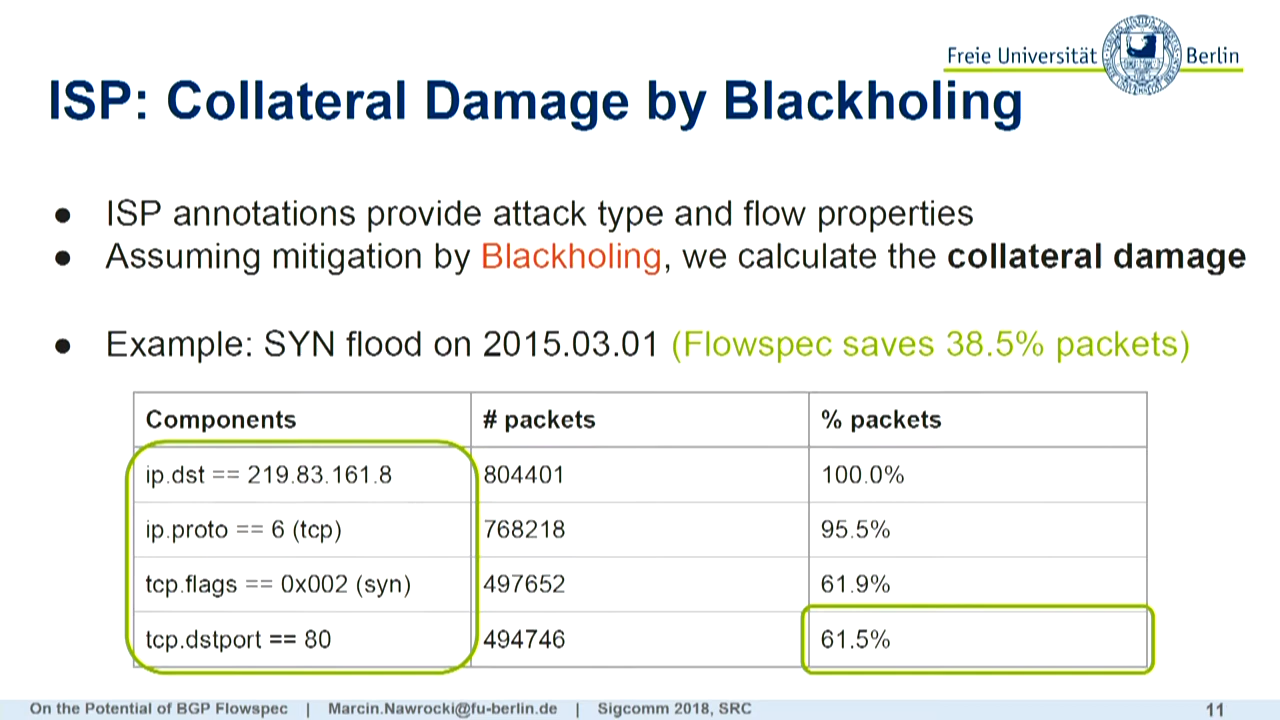 Freie Universität Berlin
ISP: Collateral Damage by Blackholing
● ISP annotations provide attack type and flow properties
● Assuming mitigation by Blackholing, we calculate the collateral damage
● Example: SYN flood on 2015.03.01 (Flowspec saves 38.5% packets)
Components # packets % packets
ip.dst == 219.83.161.8 804401 100.0%
ip.proto == 6 (tcp) 768218 95.5%
tcp.flags == 0x002 (syn) 497652 61.9%
tcp.dstport == 80 494746 61.5%
On the Potential of BGP Flowspec | Marcin.Nawrocki@fu-berlin.de | Sigcomm 2018, SRC 11